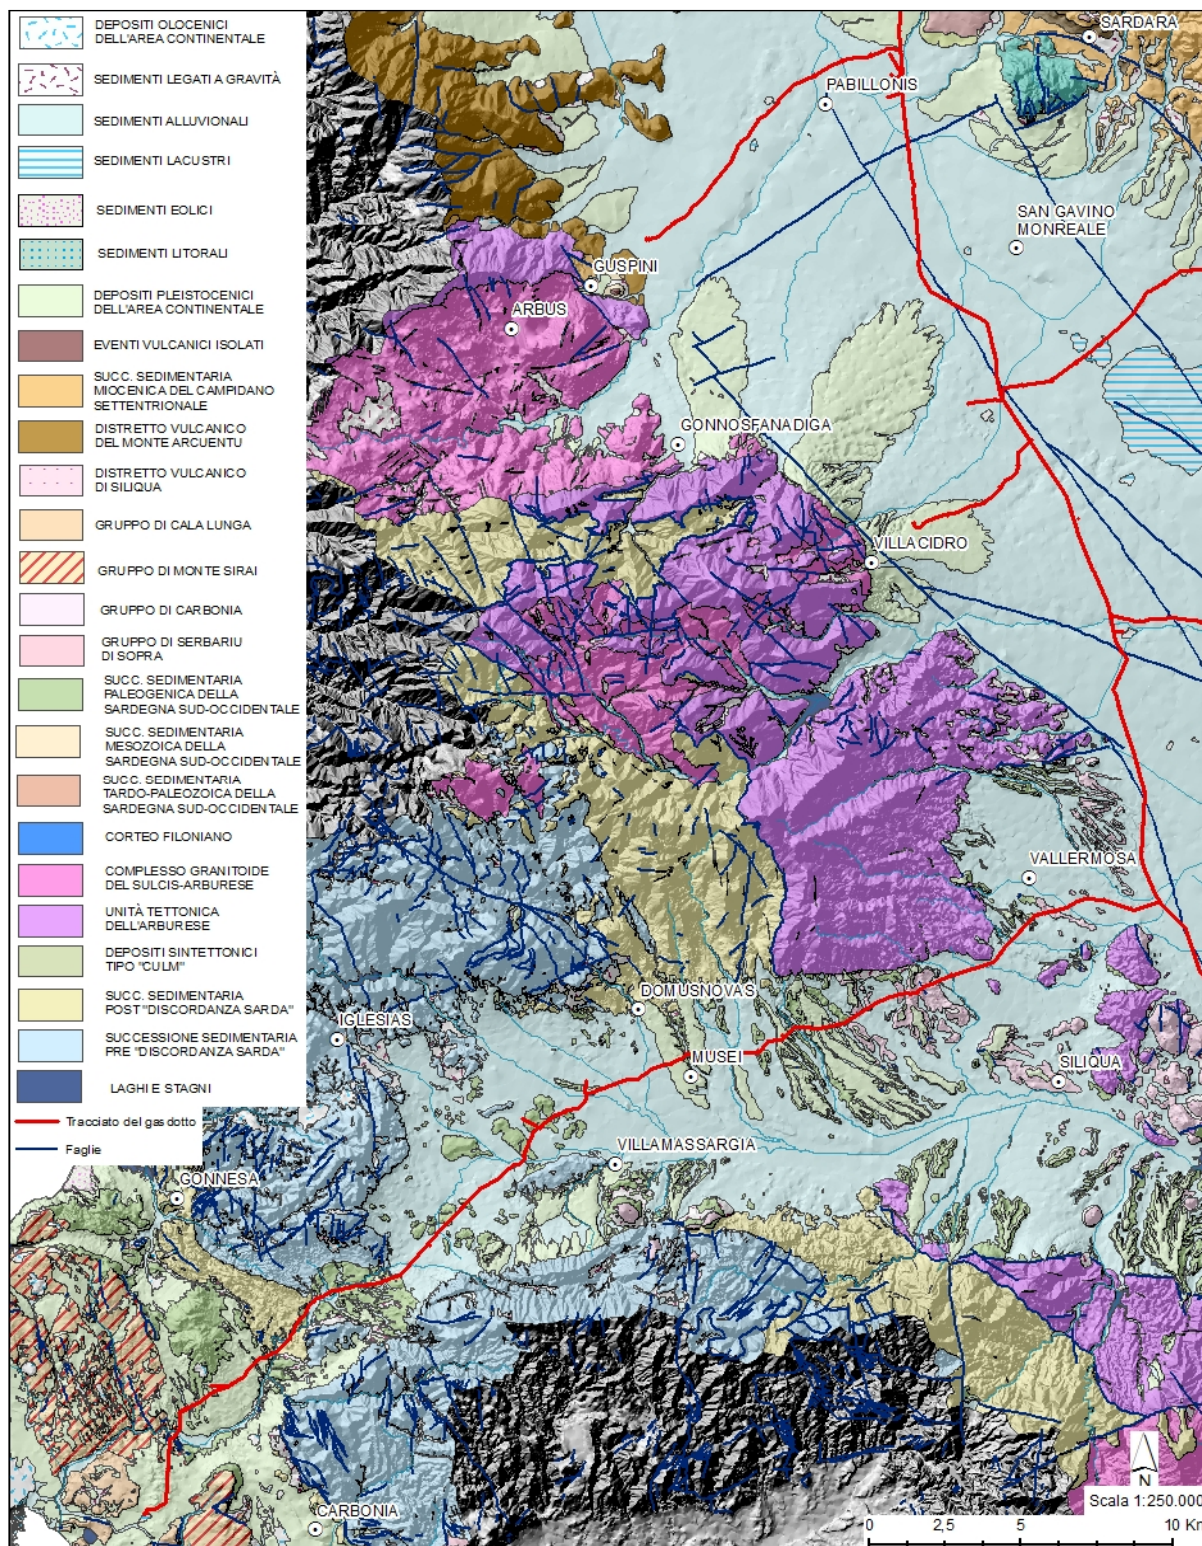 DEPOSITI OLOCENICI
DELL'AREA CONTINENTALE
SEDIMENTI LEGATI A GRAVITÀ
SEDIMENTI ALLUVIONALI
SEDIMENTI LACUSTRI
SEDIMENTI EOLICI
SEDIMENTI LITORALI
DEPOSITI PLEISTOCENICI
DELL'AREA CONTINENTALE
EVENTI VULCANICI ISOLATI
SUCC. SEDIMENTARIA
MIOCENICA DEL CAMPIDANO
SETTENTRIONALE
DISTRETTO VULCANICO
DEL MONTE ARCUENTU
DISTRETTO VULCANICO
DI SILIQUA
GRUPPO DI CALA LUNGA
GRUPPO DI MONTE SIRAI
GRUPPO DI CARBONIA
GRUPPO DI SERBARIU
DI SOPRA
SUCC. SEDIMENTARIA
PALEOGENICA DELLA
SARDEGNA SUD-OCCIDENTALE
SUCC. SEDIMENTARIA
MESOZOICA DELLA
SARDEGNA SUD-OCCIDENTALE
SUCC. SEDIMENTARIA
TARDO-PALEOZOICA DELLA
SARDEGNA SUD-OCCIDENTALE
CORTEO FILONIANO
COMPLESSO GRANITOIDE
DEL SULCIS-ARBURESE
UNITÀ TETTONICA
DELL'ARBURESE
DEPOSITI SINTETTONICI
TIPO "CULM"
SUCC. SEDIMENTARIA
POST "DISCORDANZA SARDA"
SUCCESSIONE SEDIMENTARIA
PRE "DISCORDANZA SARDA"
LAGHI E STAGNI
Tracciato del gasdotto
Faglie
SARDARA
PABILLONIS
SAN GAVINO
MONREALE
GUSPINI
ARBUS
GONNOSFANADIGA
VILLACIDRO
VALLERMOSA
DOMUSNOVAS
IGLESIAS
MUSEI
SILIQUA
VILLAMASSARGIA
GONNESA
CARBONIA
N
Scala 1:250.000
0 2,5 5 10 Km